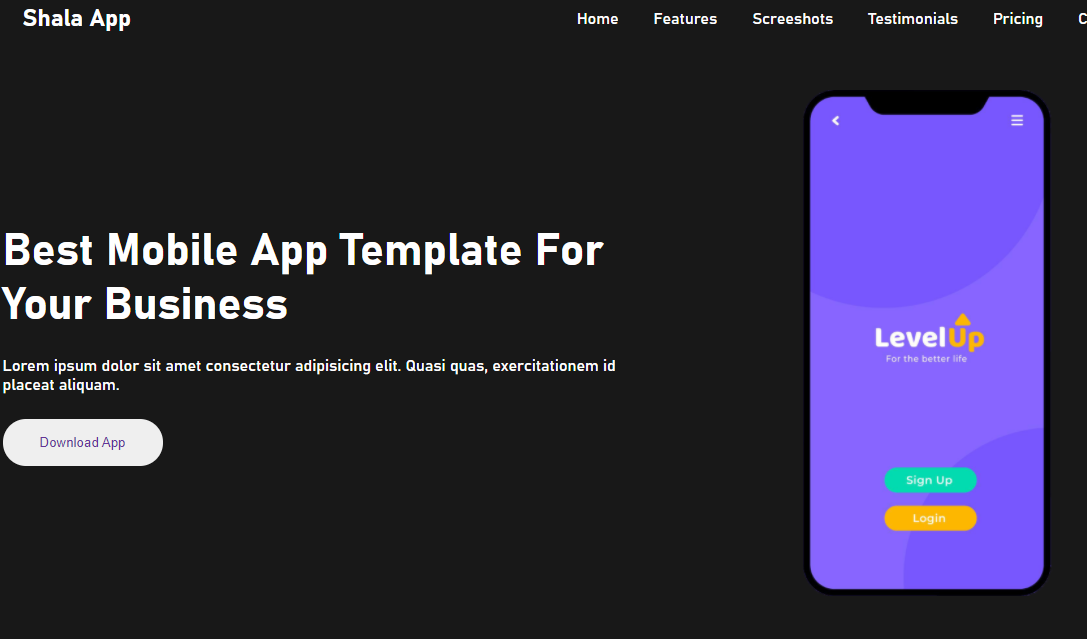 Shala App
Home Features Screeshots Testimonials Pricing
Best Mobile App Template For
Your Business
Lorem ipsum dolor sit amet consectetur adipisicing elit. Quasi quas, exercitationem id
placeat aliquam.
Download App
LevelUp
For the better life
Sign Up
Login